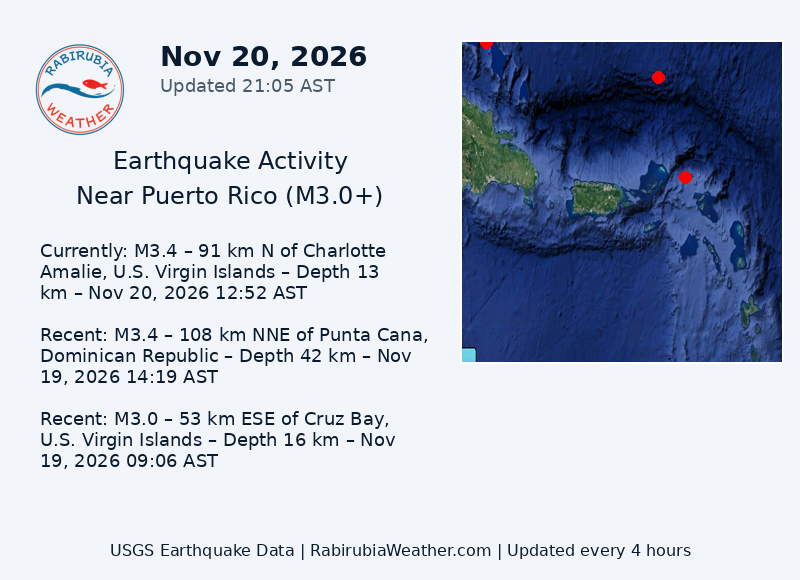 RABIRUBIA
WEATHER
Nov 20, 2026
Updated 21:05 AST
Earthquake Activity
Near Puerto Rico (M3.0+)
Currently: M3.4 – 91 km N of Charlotte
Amalie, U.S. Virgin Islands – Depth 13
km – Nov 20, 2026 12:52 AST
Recent: M3.4 – 108 km NNE of Punta Cana,
Dominican Republic – Depth 42 km – Nov
19, 2026 14:19 AST
Recent: M3.0 – 53 km ESE of Cruz Bay,
U.S. Virgin Islands – Depth 16 km – Nov
19, 2026 09:06 AST
USGS Earthquake Data | RabirubiaWeather.com | Updated every 4 hours